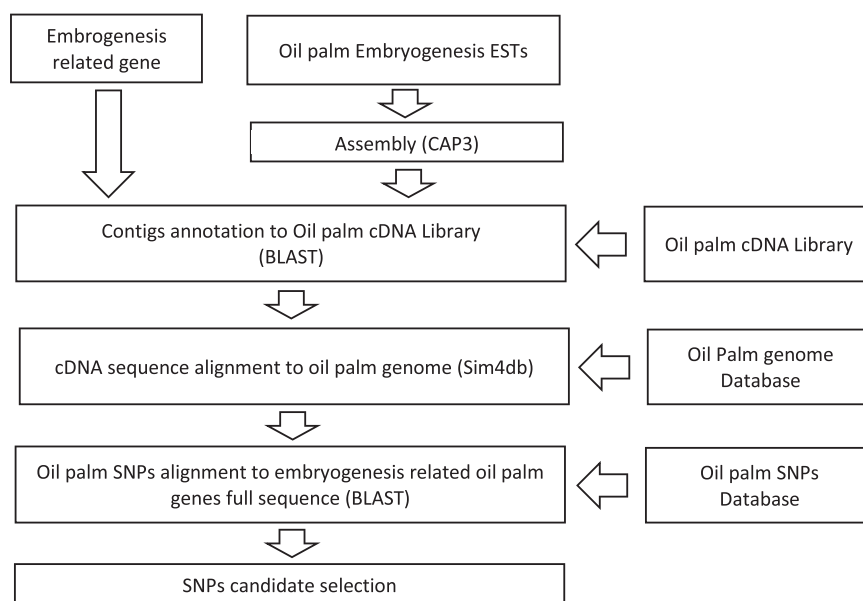 Embrogenesis
related gene
Oil palm Embryogenesis ESTs
Assembly (CAP3)
Contigs annotation to Oil palm cDNA Library
(BLAST)
Oil palm cDNA Library
cDNA sequence alignment to oil palm genome (Sim4db)
Oil Palm genome
Database
Oil palm SNPs alignment to embryogenesis related oil palm
genes full sequence (BLAST)
Oil palm SNPs
Database
SNPs candidate selection